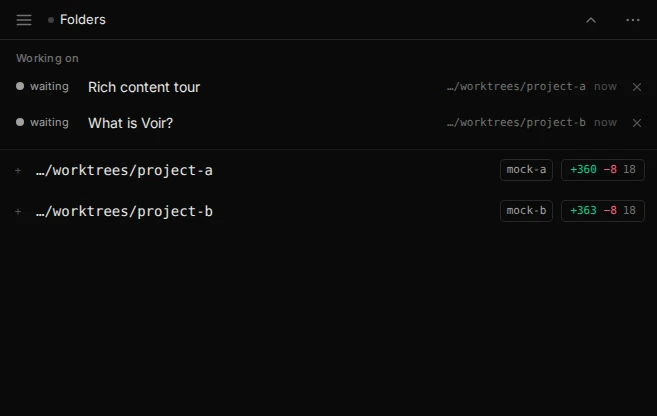 Folders
Working on
waiting Rich content tour …/worktrees/project-a now
waiting What is Voir? …/worktrees/project-b now
+ …/worktrees/project-a mock-a +360 −8 18
+ …/worktrees/project-b mock-b +363 −8 18